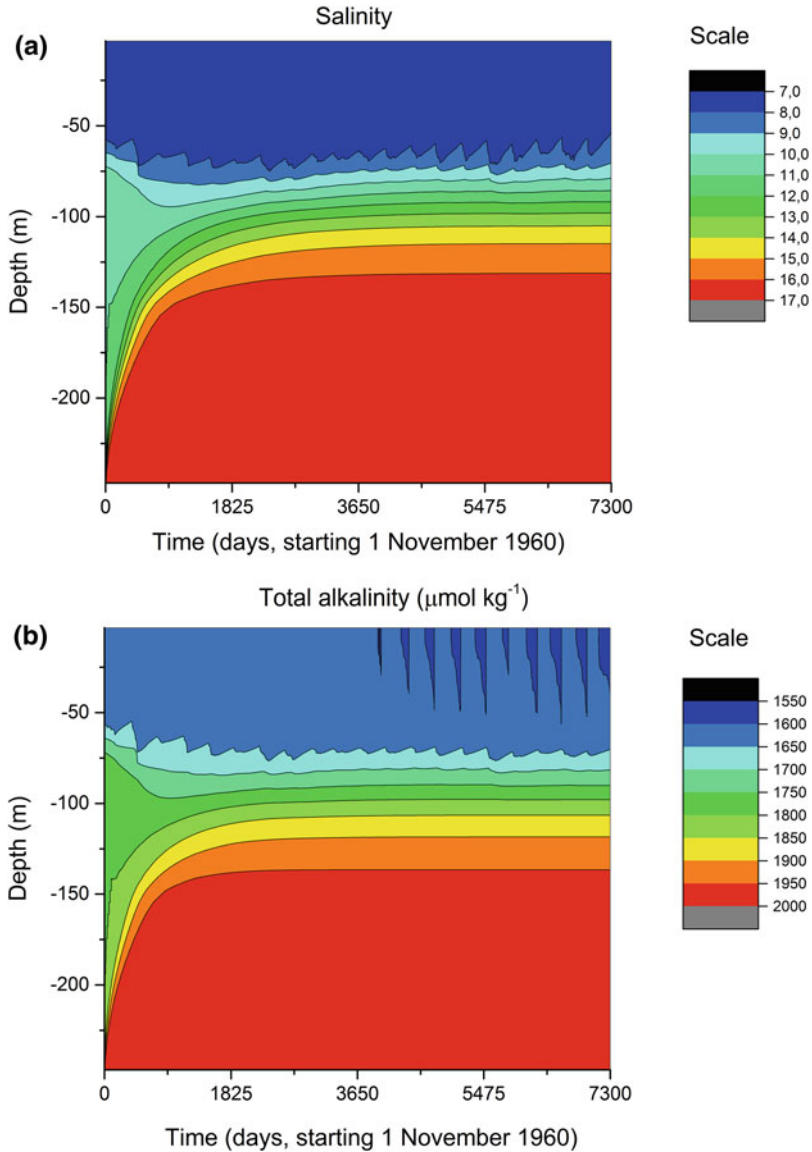 Salinity
(a)
Scale
7,0
8,0
9,0
10,0
11,0
12,0
13,0
14,0
15,0
16,0
17,0
-50
-100
-150
-200
Depth (m)
0 1825 3650 5475 7300
Time (days, starting 1 November 1960)
Total alkalinity (μmol kg-1)
(b)
Scale
1550
1600
1650
1700
1750
1800
1850
1900
1950
2000
-50
-100
-150
-200
Depth (m)
0 1825 3650 5475 7300
Time (days, starting 1 November 1960)